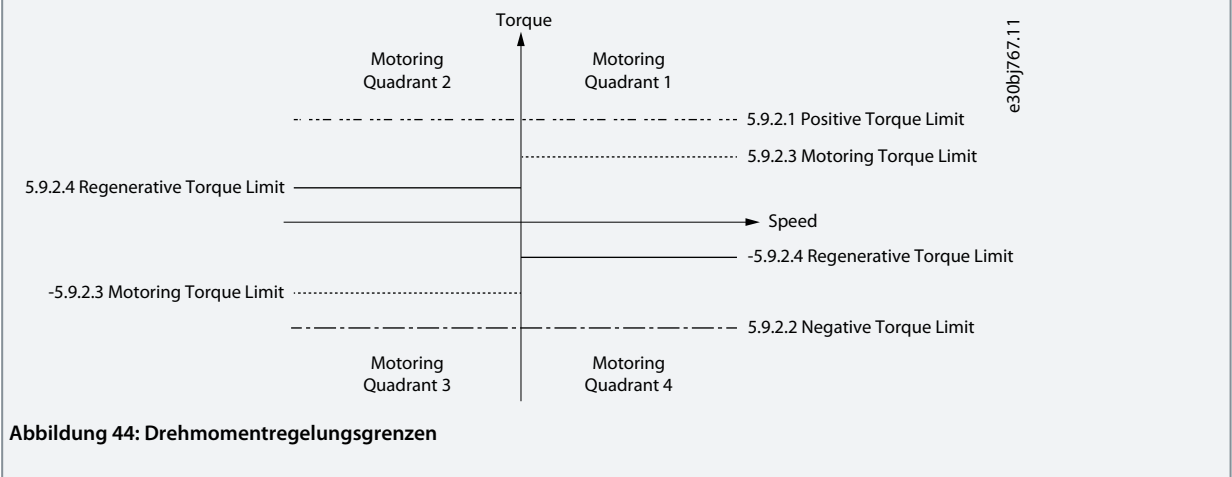 Torque
e30bj767.11
Motoring
Quadrant 2
Motoring
Quadrant 1
5.9.2.1 Positive Torque Limit
5.9.2.3 Motoring Torque Limit
5.9.2.4 Regenerative Torque Limit
Speed
-5.9.2.4 Regenerative Torque Limit
-5.9.2.3 Motoring Torque Limit
5.9.2.2 Negative Torque Limit
Motoring
Quadrant 3
Motoring
Quadrant 4
Abbildung 44: Drehmomentregelungsgrenzen